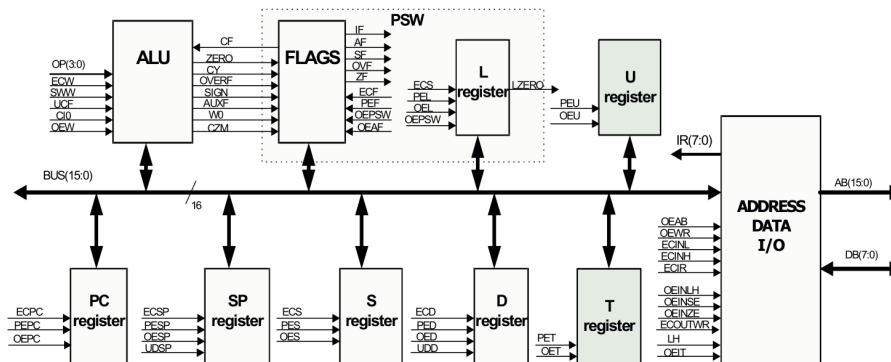 PSW
ALU
OP(3:0)
ECW
SWW
UCF
CI0
OEW
CF
ZERO
CY
OVERF
SIGN
AUXF
W0
CZM
FLAGS
IF
AF
SF
OVF
ZF
ECF
PEF
OEPSW
OEAF
L
register
ECS
PEL
OEL
OEPSW
LZERO
U
register
PEU
OEU
IR(7:0)
BUS(15:0)
16
AB(15:0)
ADDRESS
DATA
I/O
OEAB
OEWR
ECINL
ECINH
ECIR
DB(7:0)
OEINLH
OEINSE
OEINZE
ECOUTWR
LH
OEIT
PC
register
ECPC
PEPC
OEPC
SP
register
ECSP
PESP
OESP
UDSP
S
register
ECS
PES
OES
D
register
ECD
PED
OED
UDD
T
register
PET
OET